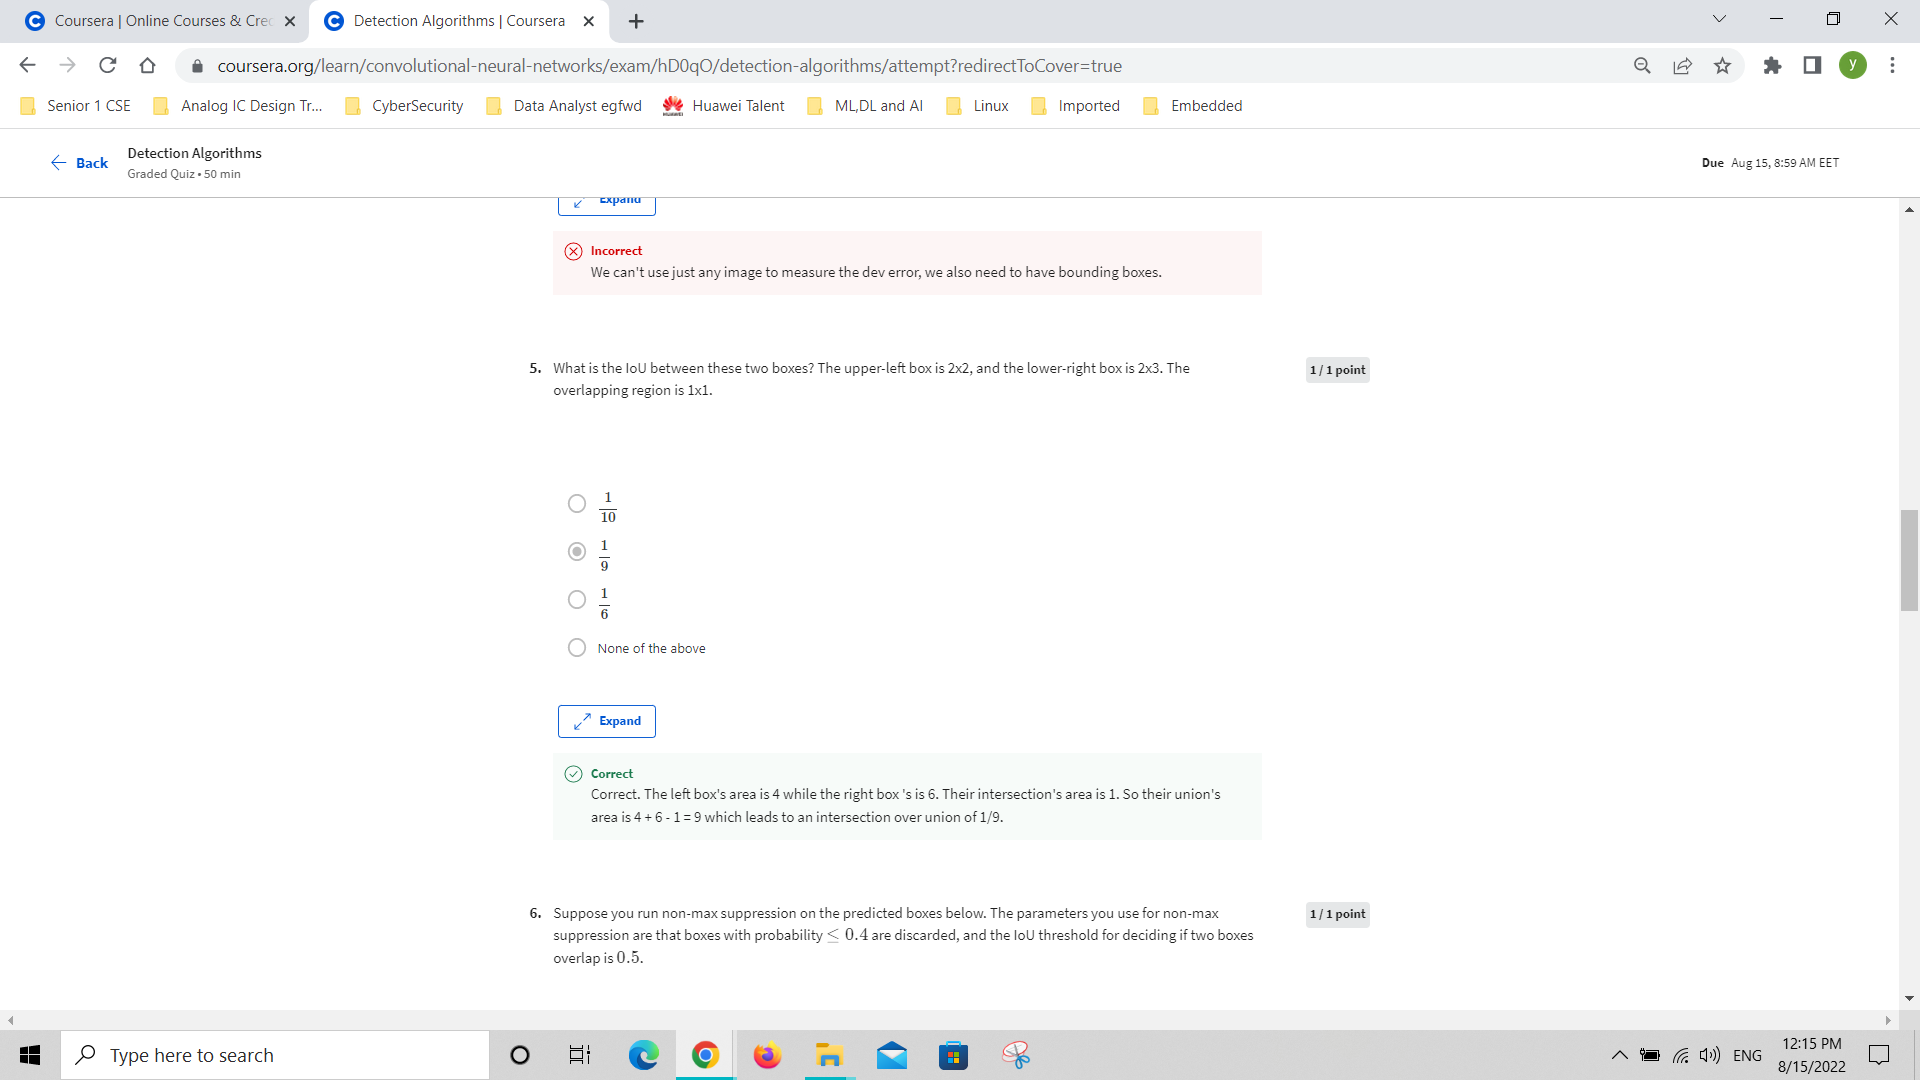 Coursera | Online Courses & Crec
Detection Algorithms | Coursera
coursera.org/learn/convolutional-neural-networks/exam/hD0qO/detection-algorithms/attempt?redirectToCover=true
y
Senior 1 CSE
Analog IC Design Tr...
CyberSecurity
Data Analyst egfwd
Huawei Talent
ML,DL and AI
Linux
Imported
Embedded
Back
Detection Algorithms
Graded Quiz • 50 min
Due Aug 15, 8:59 AM EET
Expand
Incorrect
We can't use just any image to measure the dev error, we also need to have bounding boxes.
5. What is the IoU between these two boxes? The upper-left box is 2x2, and the lower-right box is 2x3. The
overlapping region is 1x1.
1 / 1 point
1/10
1/9
1/6
None of the above
Expand
Correct
Correct. The left box's area is 4 while the right box 's is 6. Their intersection's area is 1. So their union's
area is 4 + 6 - 1 = 9 which leads to an intersection over union of 1/9.
6. Suppose you run non-max suppression on the predicted boxes below. The parameters you use for non-max
suppression are that boxes with probability ≤ 0.4 are discarded, and the IoU threshold for deciding if two boxes
overlap is 0.5.
1 / 1 point
Type here to search
ENG
12:15 PM
8/15/2022